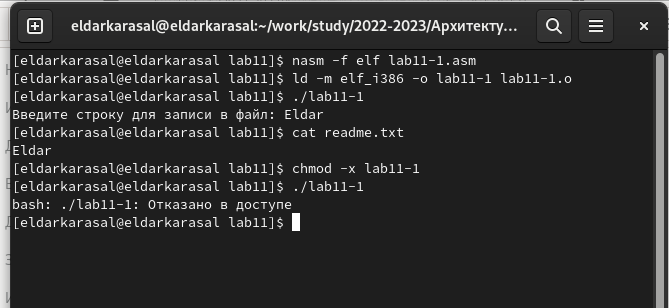 eldarkarasal@eldarkarasal:~/work/study/2022-2023/Архитекту...
[eldarkarasal@eldarkarasal lab11]$ nasm -f elf lab11-1.asm
[eldarkarasal@eldarkarasal lab11]$ ld -m elf_i386 -o lab11-1 lab11-1.o
[eldarkarasal@eldarkarasal lab11]$ ./lab11-1
Введите строку для записи в файл: Eldar
[eldarkarasal@eldarkarasal lab11]$ cat readme.txt
Eldar
[eldarkarasal@eldarkarasal lab11]$ chmod -x lab11-1
[eldarkarasal@eldarkarasal lab11]$ ./lab11-1
bash: ./lab11-1: Отказано в доступе
[eldarkarasal@eldarkarasal lab11]$